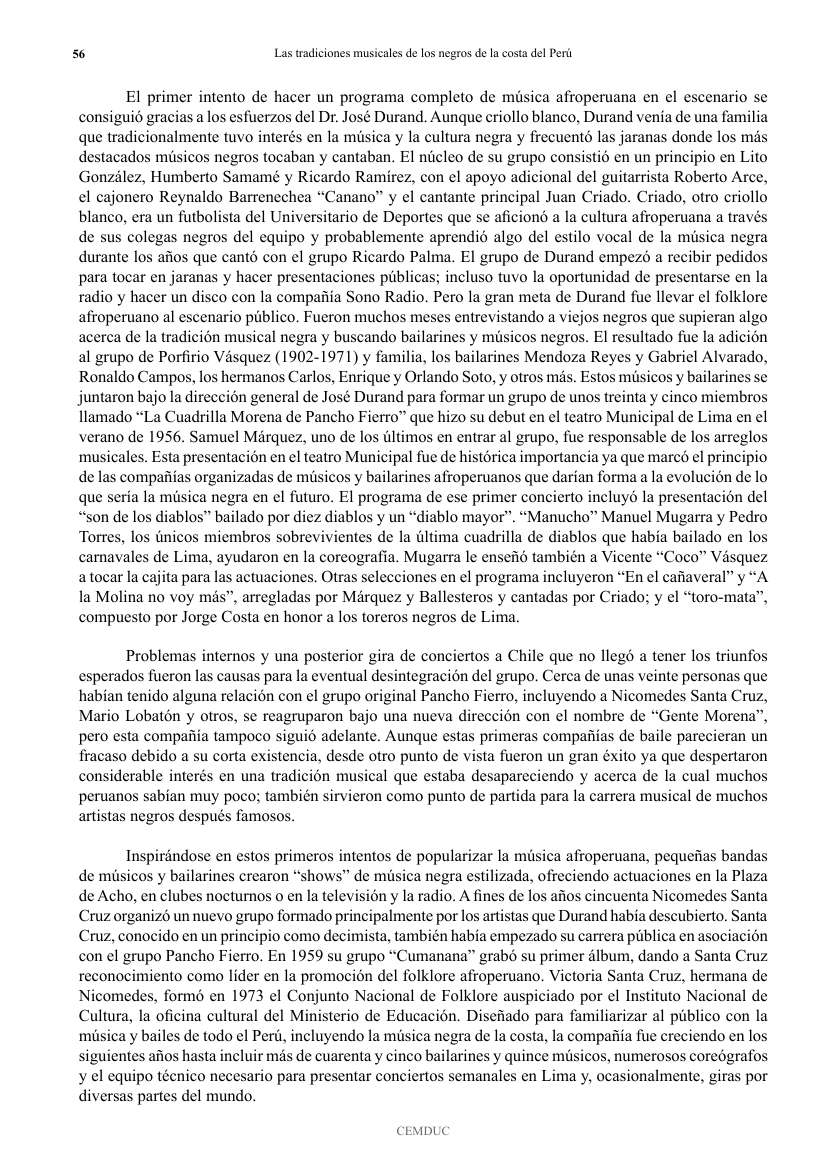 56
Las tradiciones musicales de los negros de la costa del Perú
El primer intento de hacer un programa completo de música afroperuana en el escenario se
consiguió gracias a los esfuerzos del Dr. José Durand. Aunque criollo blanco, Durand venía de una familia
que tradicionalmente tuvo interés en la música y la cultura negra y frecuentó las jaranas donde los más
destacados músicos negros tocaban y cantaban. El núcleo de su grupo consistió en un principio en Lito
González, Humberto Samamé y Ricardo Ramírez, con el apoyo adicional del guitarrista Roberto Arce,
el cajonero Reynaldo Barrenechea “Canano” y el cantante principal Juan Criado. Criado, otro criollo
blanco, era un futbolista del Universitario de Deportes que se aficionó a la cultura afroperuana a través
de sus colegas negros del equipo y probablemente aprendió algo del estilo vocal de la música negra
durante los años que cantó con el grupo Ricardo Palma. El grupo de Durand empezó a recibir pedidos
para tocar en jaranas y hacer presentaciones públicas; incluso tuvo la oportunidad de presentarse en la
radio y hacer un disco con la compañía Sono Radio. Pero la gran meta de Durand fue llevar el folklore
afroperuano al escenario público. Fueron muchos meses entrevistando a viejos negros que supieran algo
acerca de la tradición musical negra y buscando bailarines y músicos negros. El resultado fue la adición
al grupo de Porfirio Vásquez (1902-1971) y familia, los bailarines Mendoza Reyes y Gabriel Alvarado,
Ronaldo Campos, los hermanos Carlos, Enrique y Orlando Soto, y otros más. Estos músicos y bailarines se
juntaron bajo la dirección general de José Durand para formar un grupo de unos treinta y cinco miembros
llamado “La Cuadrilla Morena de Pancho Fierro” que hizo su debut en el teatro Municipal de Lima en el
verano de 1956. Samuel Márquez, uno de los últimos en entrar al grupo, fue responsable de los arreglos
musicales. Esta presentación en el teatro Municipal fue de histórica importancia ya que marcó el principio
de las compañías organizadas de músicos y bailarines afroperuanos que darían forma a la evolución de lo
que sería la música negra en el futuro. El programa de ese primer concierto incluyó la presentación del
“son de los diablos” bailado por diez diablos y un “diablo mayor”. “Manucho” Manuel Mugarra y Pedro
Torres, los únicos miembros sobrevivientes de la última cuadrilla de diablos que había bailado en los
carnavales de Lima, ayudaron en la coreografía. Mugarra le enseñó también a Vicente “Coco” Vásquez
a tocar la cajita para las actuaciones. Otras selecciones en el programa incluyeron “En el cañaveral” y “A
la Molina no voy más”, arregladas por Márquez y Ballesteros y cantadas por Criado; y el “toro-mata”,
compuesto por Jorge Costa en honor a los toreros negros de Lima.
Problemas internos y una posterior gira de conciertos a Chile que no llegó a tener los triunfos
esperados fueron las causas para la eventual desintegración del grupo. Cerca de unas veinte personas que
habían tenido alguna relación con el grupo original Pancho Fierro, incluyendo a Nicomedes Santa Cruz,
Mario Lobatón y otros, se reagruparon bajo una nueva dirección con el nombre de “Gente Morena”,
pero esta compañía tampoco siguió adelante. Aunque estas primeras compañías de baile parecieran un
fracaso debido a su corta existencia, desde otro punto de vista fueron un gran éxito ya que despertaron
considerable interés en una tradición musical que estaba desapareciendo y acerca de la cual muchos
peruanos sabían muy poco; también sirvieron como punto de partida para la carrera musical de muchos
artistas negros después famosos.
Inspirándose en estos primeros intentos de popularizar la música afroperuana, pequeñas bandas
de músicos y bailarines crearon “shows” de música negra estilizada, ofreciendo actuaciones en la Plaza
de Acho, en clubes nocturnos o en la televisión y la radio. A fines de los años cincuenta Nicomedes Santa
Cruz organizó un nuevo grupo formado principalmente por los artistas que Durand había descubierto. Santa
Cruz, conocido en un principio como decimista, también había empezado su carrera pública en asociación
con el grupo Pancho Fierro. En 1959 su grupo “Cumanana” grabó su primer álbum, dando a Santa Cruz
reconocimiento como líder en la promoción del folklore afroperuano. Victoria Santa Cruz, hermana de
Nicomedes, formó en 1973 el Conjunto Nacional de Folklore auspiciado por el Instituto Nacional de
Cultura, la oficina cultural del Ministerio de Educación. Diseñado para familiarizar al público con la
música y bailes de todo el Perú, incluyendo la música negra de la costa, la compañía fue creciendo en los
siguientes años hasta incluir más de cuarenta y cinco bailarines y quince músicos, numerosos coreógrafos
y el equipo técnico necesario para presentar conciertos semanales en Lima y, ocasionalmente, giras por
diversas partes del mundo.
CEMDUC